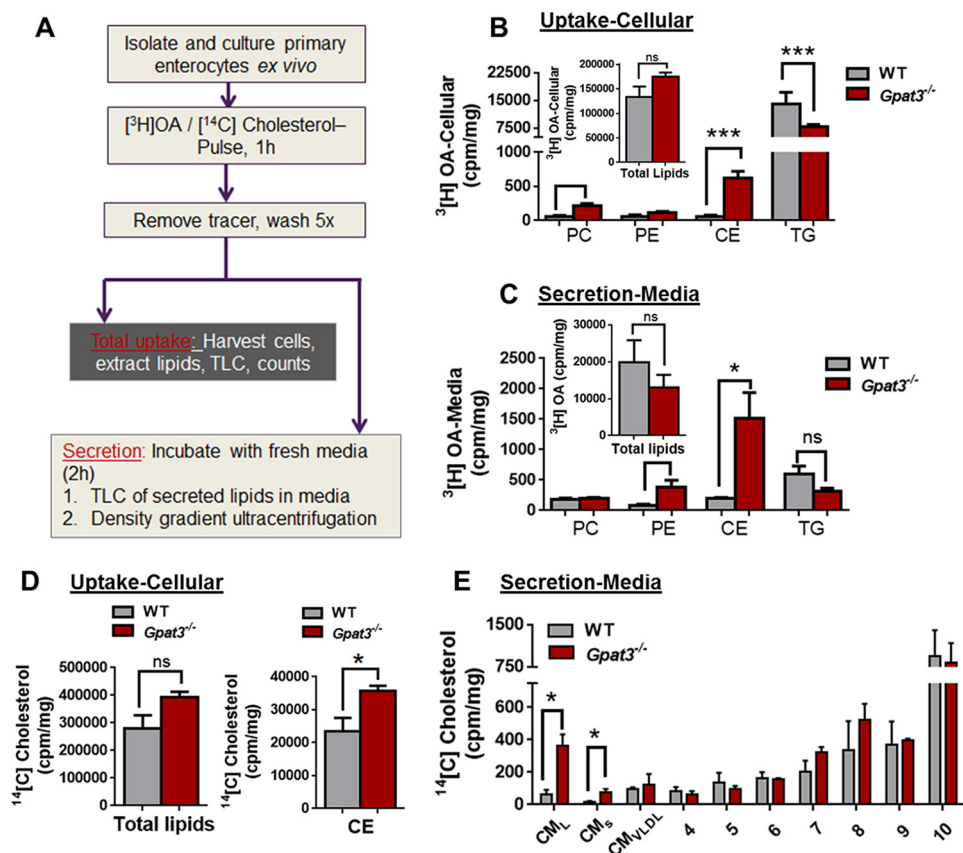 A
Isolate and culture primary
enterocytes ex vivo
[³H]OA / [¹⁴C] Cholesterol–
Pulse, 1h
Remove tracer, wash 5x
Total uptake: Harvest cells,
extract lipids, TLC, counts
Secretion: Incubate with fresh media
(2h)
1. TLC of secreted lipids in media
2. Density gradient ultracentrifugation
B
Uptake-Cellular
³[H] OA-Cellular
(cpm/mg)
22500
15000
7500
1000
500
0
PC
PE
CE
TG
***
***
WT
Gpat3⁻/⁻
³[H] OA-Cellular
(cpm/mg)
200000
150000
100000
50000
0
ns
Total Lipids
C
Secretion-Media
³[H] OA-Media
(cpm/mg)
2500
2000
1500
1000
500
0
PC
PE
CE
TG
*
ns
WT
Gpat3⁻/⁻
³[H] OA (cpm/mg)
30000
20000
10000
0
ns
Total lipids
D
Uptake-Cellular
WT
Gpat3⁻/⁻
¹⁴[C] Cholesterol
(cpm/mg)
500000
400000
300000
200000
100000
0
ns
Total lipids
WT
Gpat3⁻/⁻
¹⁴[C] Cholesterol
(cpm/mg)
40000
30000
20000
10000
0
*
CE
E
Secretion-Media
WT
Gpat3⁻/⁻
¹⁴[C] Cholesterol
(cpm/mg)
1500
750
400
200
0
*
*
CM_L
CM_S
CM_VLDL
4
5
6
7
8
9
10